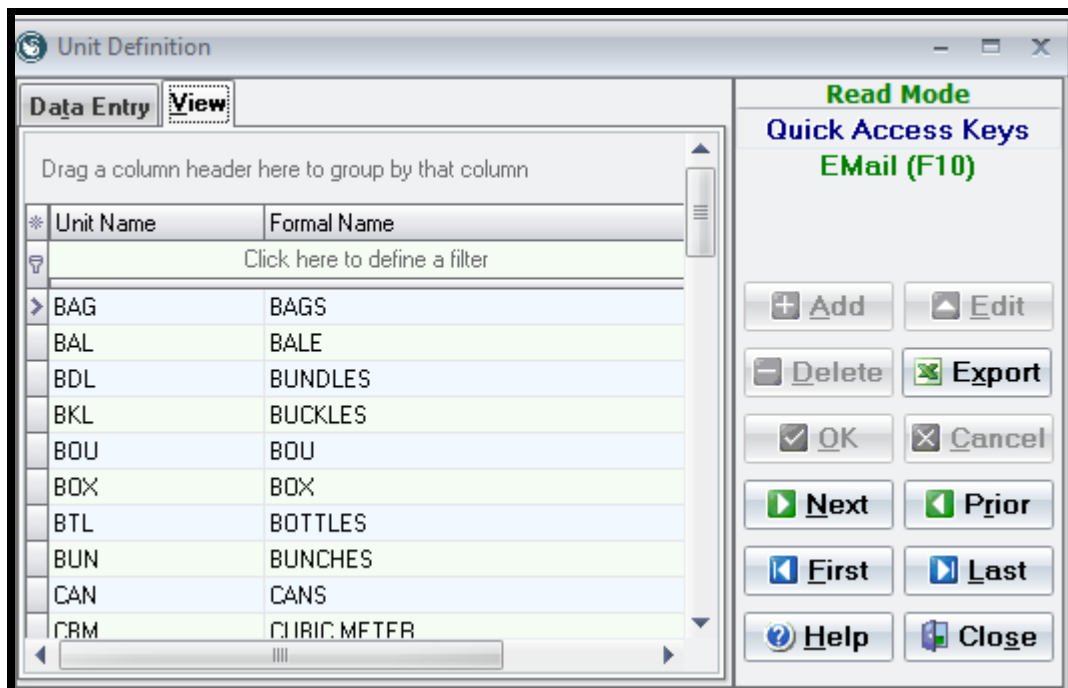 Unit Definition
Data Entry View
Drag a column header here to group by that column
Unit Name Formal Name
Click here to define a filter
BAG BAGS
BAL BALE
BDL BUNDLES
BKL BUCKLES
BOU BOU
BOX BOX
BTL BOTTLES
BUN BUNCHES
CAN CANS
CBM CUBIC METER
Read Mode
Quick Access Keys
EMail (F10)
Add Edit
Delete Export
OK Cancel
Next Prior
First Last
Help Close